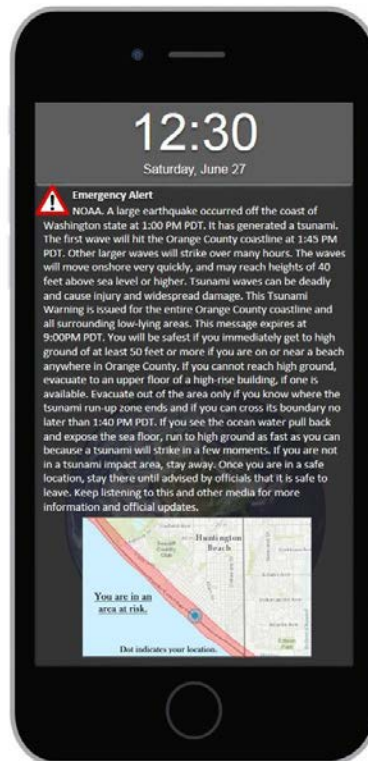 12:30
Saturday, June 27
Emergency Alert
NOAA. A large earthquake occurred off the coast of
Washington state at 1:00 PM PDT. It has generated a tsunami.
The first wave will hit the Orange County coastline at 1:45 PM
PDT. Other larger waves will strike over many hours. The waves
will move onshore very quickly, and may reach heights of 40
feet above sea level or higher. Tsunami waves can be deadly
and cause injury and widespread damage. This Tsunami
Warning is issued for the entire Orange County coastline and
all surrounding low-lying areas. This message expires at
9:00PM PDT. You will be safest if you immediately get to high
ground of at least 50 feet or more if you are on or near a beach
anywhere in Orange County. If you cannot reach high ground,
evacuate to an upper floor of a high-rise building, if one is
available. Evacuate out of the area only if you know where the
tsunami run-up zone ends and if you can cross its boundary no
later than 1:40 PM PDT. If you see the ocean water pull back
and expose the sea floor, run to high ground as fast as you can
because a tsunami will strike in a few moments. If you are not
in a tsunami impact area, stay away. Once you are in a safe
location, stay there until advised by officials that it is safe to
leave. Keep listening to this and other media for more
information and official updates.
Huntington
Beach
You are in an
area at risk.
Dot indicates your location.